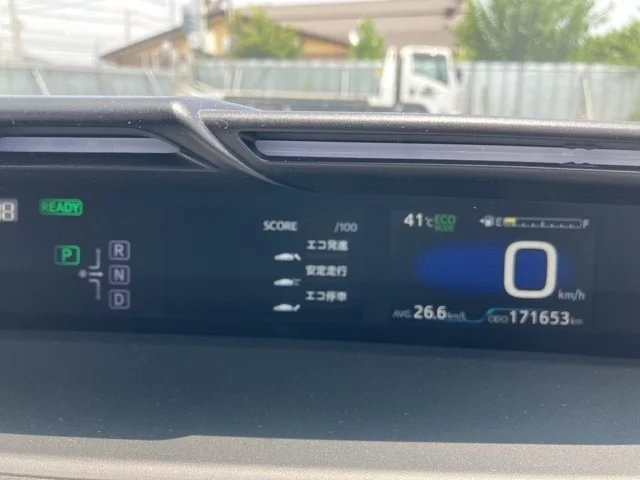 READY
P
R
N
D
SCORE /100
エコ発進
安定走行
エコ停車
41℃ ECO MODE
E F
0 km/h
AVG. 26.6 km/L
ODO 171653 km